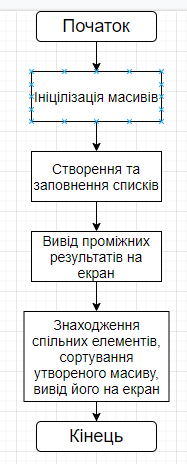 Початок
Ініцілізація масивів
Створення та
заповнення списків
Вивід проміжних
результатів на
екран
Знаходження
спільних елементів,
сортування
утвореного масиву,
вивід його на екран
Кінець